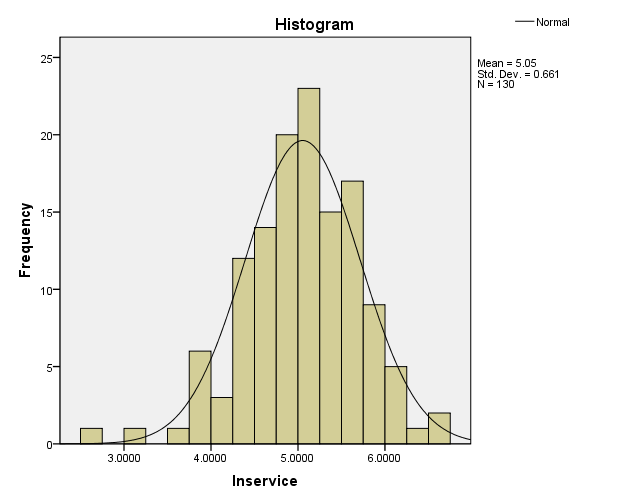 Histogram
Normal
Mean = 5.05
Std. Dev. = 0.661
N = 130
Frequency
25
20
15
10
5
0
3.0000 4.0000 5.0000 6.0000
Inservice